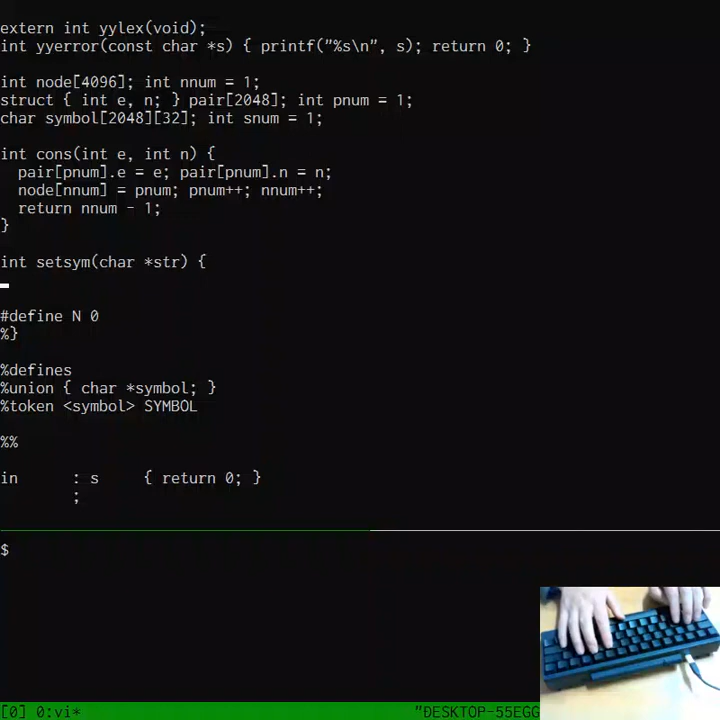 extern int yylex(void);
int yyerror(const char *s) { printf("%s\n", s); return 0; }
int node[4096]; int nnum = 1;
struct { int e, n; } pair[2048]; int pnum = 1;
char symbol[2048][32]; int snum = 1;
int cons(int e, int n) {
  pair[pnum].e = e; pair[pnum].n = n;
  node[nnum] = pnum; pnum++; nnum++;
  return nnum - 1;
}
int setsym(char *str) {
#define N 0
%}
%defines
%union { char *symbol; }
%token <symbol> SYMBOL
%%
in      : s     { return 0; }
        ;
$
[0] 0:vi* "DESKTOP-55EGG